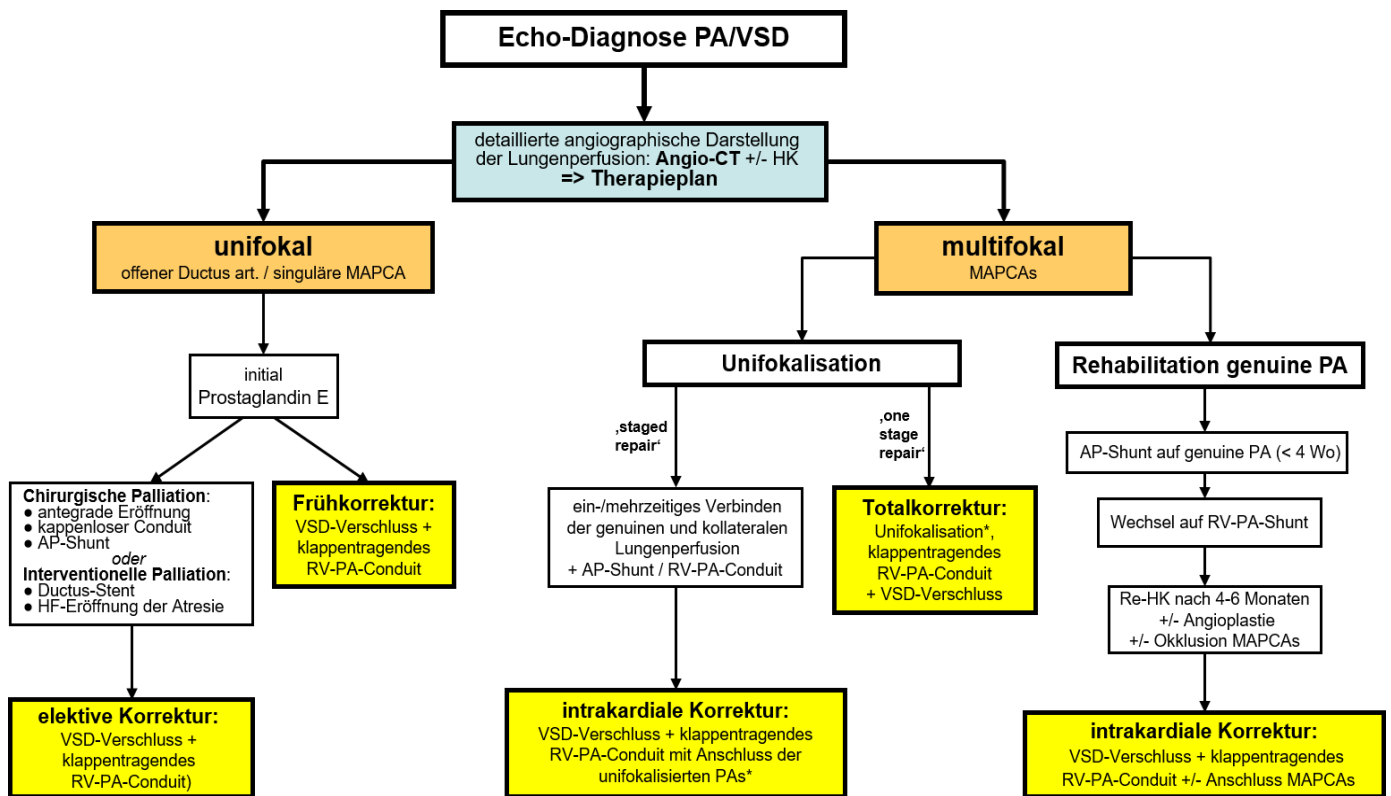 Echo-Diagnose PA/VSD
detaillierte angiographische Darstellung
der Lungenperfusion: Angio-CT +/- HK
=> Therapieplan
unifokal
offener Ductus art. / singuläre MAPCA
multifokal
MAPCAs
initial
Prostaglandin E
Chirurgische Palliation:
● antegrade Eröffnung
● kappenloser Conduit
● AP-Shunt
oder
Interventionelle Palliation:
● Ductus-Stent
● HF-Eröffnung der Atresie
Frühkorrektur:
VSD-Verschluss +
klappentragendes
RV-PA-Conduit
elektive Korrektur:
VSD-Verschluss +
klappentragendes
RV-PA-Conduit)
Unifokalisation
‚staged
repair‘
‚one
stage
repair‘
ein-/mehrzeitiges Verbinden
der genuinen und kollateralen
Lungenperfusion
+ AP-Shunt / RV-PA-Conduit
Totalkorrektur:
Unifokalisation*,
klappentragendes
RV-PA-Conduit
+ VSD-Verschluss
intrakardiale Korrektur:
VSD-Verschluss + klappentragendes
RV-PA-Conduit mit Anschluss der
unifokalisierten PAs*
Rehabilitation genuine PA
AP-Shunt auf genuine PA (< 4 Wo)
Wechsel auf RV-PA-Shunt
Re-HK nach 4-6 Monaten
+/- Angioplastie
+/- Okklusion MAPCAs
intrakardiale Korrektur:
VSD-Verschluss + klappentragendes
RV-PA-Conduit +/- Anschluss MAPCAs